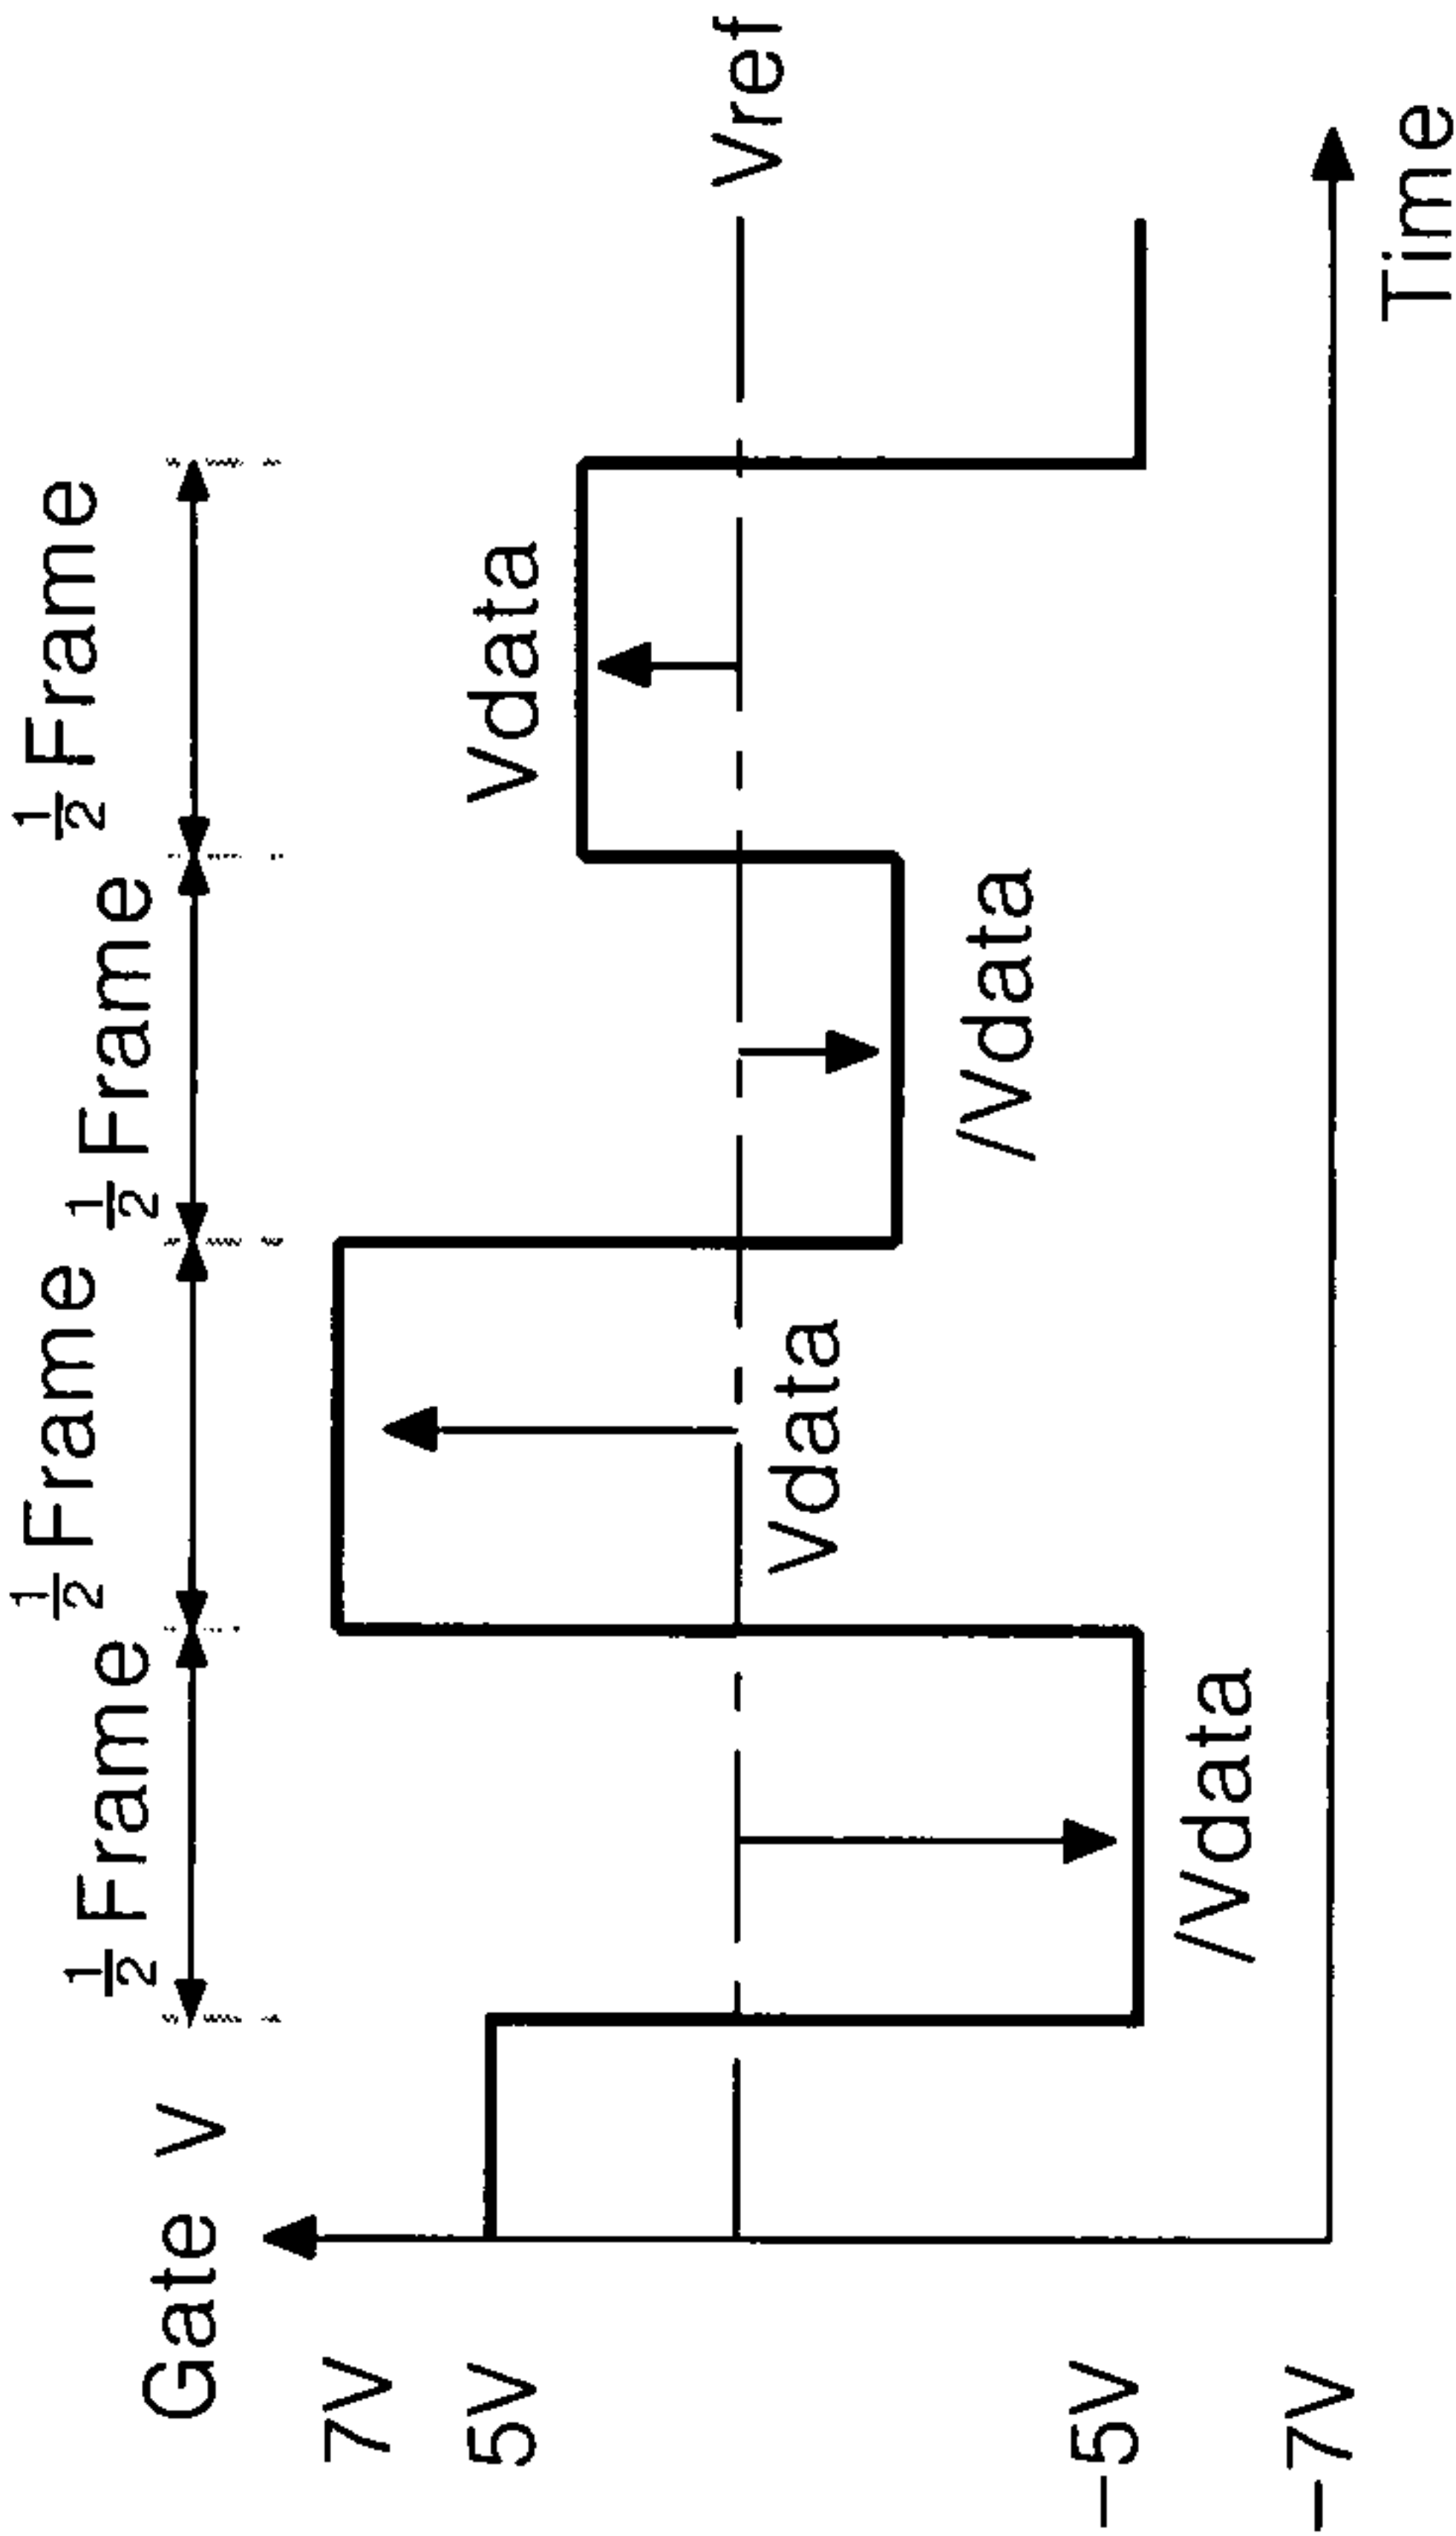 Gate V
½ Frame
½ Frame
½ Frame
½ Frame
7V
5V
-5V
-7V
/Vdata
Vdata
/Vdata
Vdata
Vref
Time